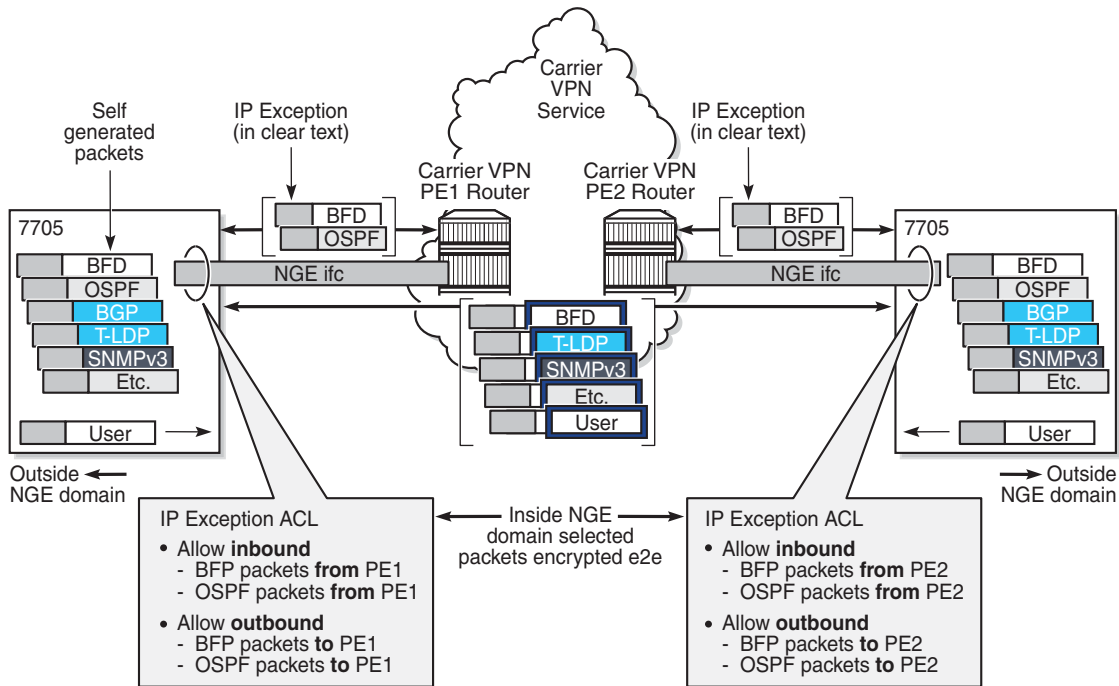 Carrier
VPN
Service
Self
generated
packets
IP Exception
(in clear text)
IP Exception
(in clear text)
Carrier VPN
PE1 Router
Carrier VPN
PE2 Router
BFD
OSPF
BFD
OSPF
7705
BFD
OSPF
BGP
T-LDP
SNMPv3
Etc.
User
NGE ifc
NGE ifc
BFD
T-LDP
SNMPv3
Etc.
User
7705
BFD
OSPF
BGP
T-LDP
SNMPv3
Etc.
User
Outside
NGE domain
Outside
NGE domain
Inside NGE
domain selected
packets encrypted e2e
IP Exception ACL
• Allow inbound
- BFP packets from PE1
- OSPF packets from PE1
• Allow outbound
- BFP packets to PE1
- OSPF packets to PE1
IP Exception ACL
• Allow inbound
- BFP packets from PE2
- OSPF packets from PE2
• Allow outbound
- BFP packets to PE2
- OSPF packets to PE2